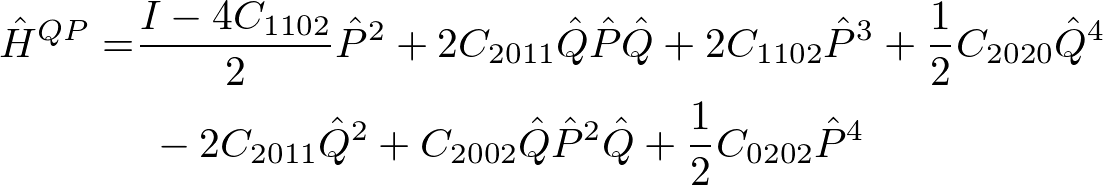 \hat{H}^{QP} = \frac{I - 4C_{1102}}{2} \hat{P}^2 + 2C_{2011} \hat{Q}\hat{P}\hat{Q} + 2C_{1102} \hat{P}^3 + \frac{1}{2} C_{2020} \hat{Q}^4
- 2C_{2011} \hat{Q}^2 + C_{2002} \hat{Q}\hat{P}^2\hat{Q} + \frac{1}{2} C_{0202} \hat{P}^4